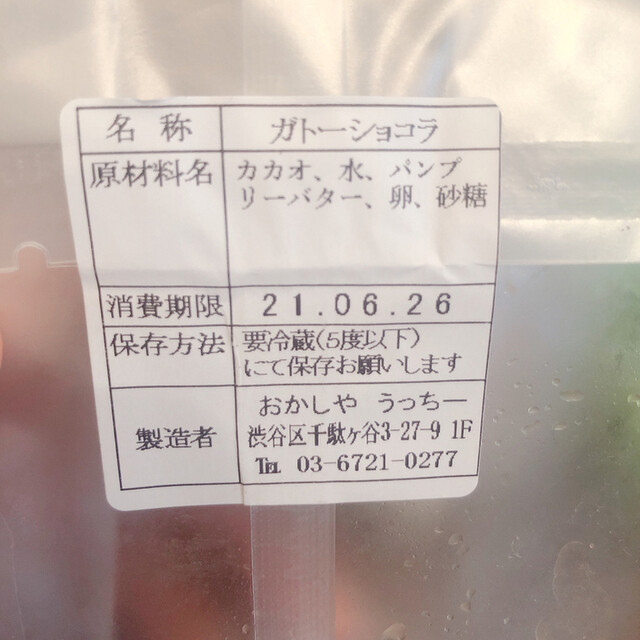 名称 ガトーショコラ
原材料名 カカオ、水、パンプ
リーバター、卵、砂糖
消費期限 21.06.26
保存方法 要冷蔵(5度以下)
にて保存お願いします
製造者 おかしや うっちー
渋谷区千駄ヶ谷3-27-9 1F
℡ 03-6721-0277